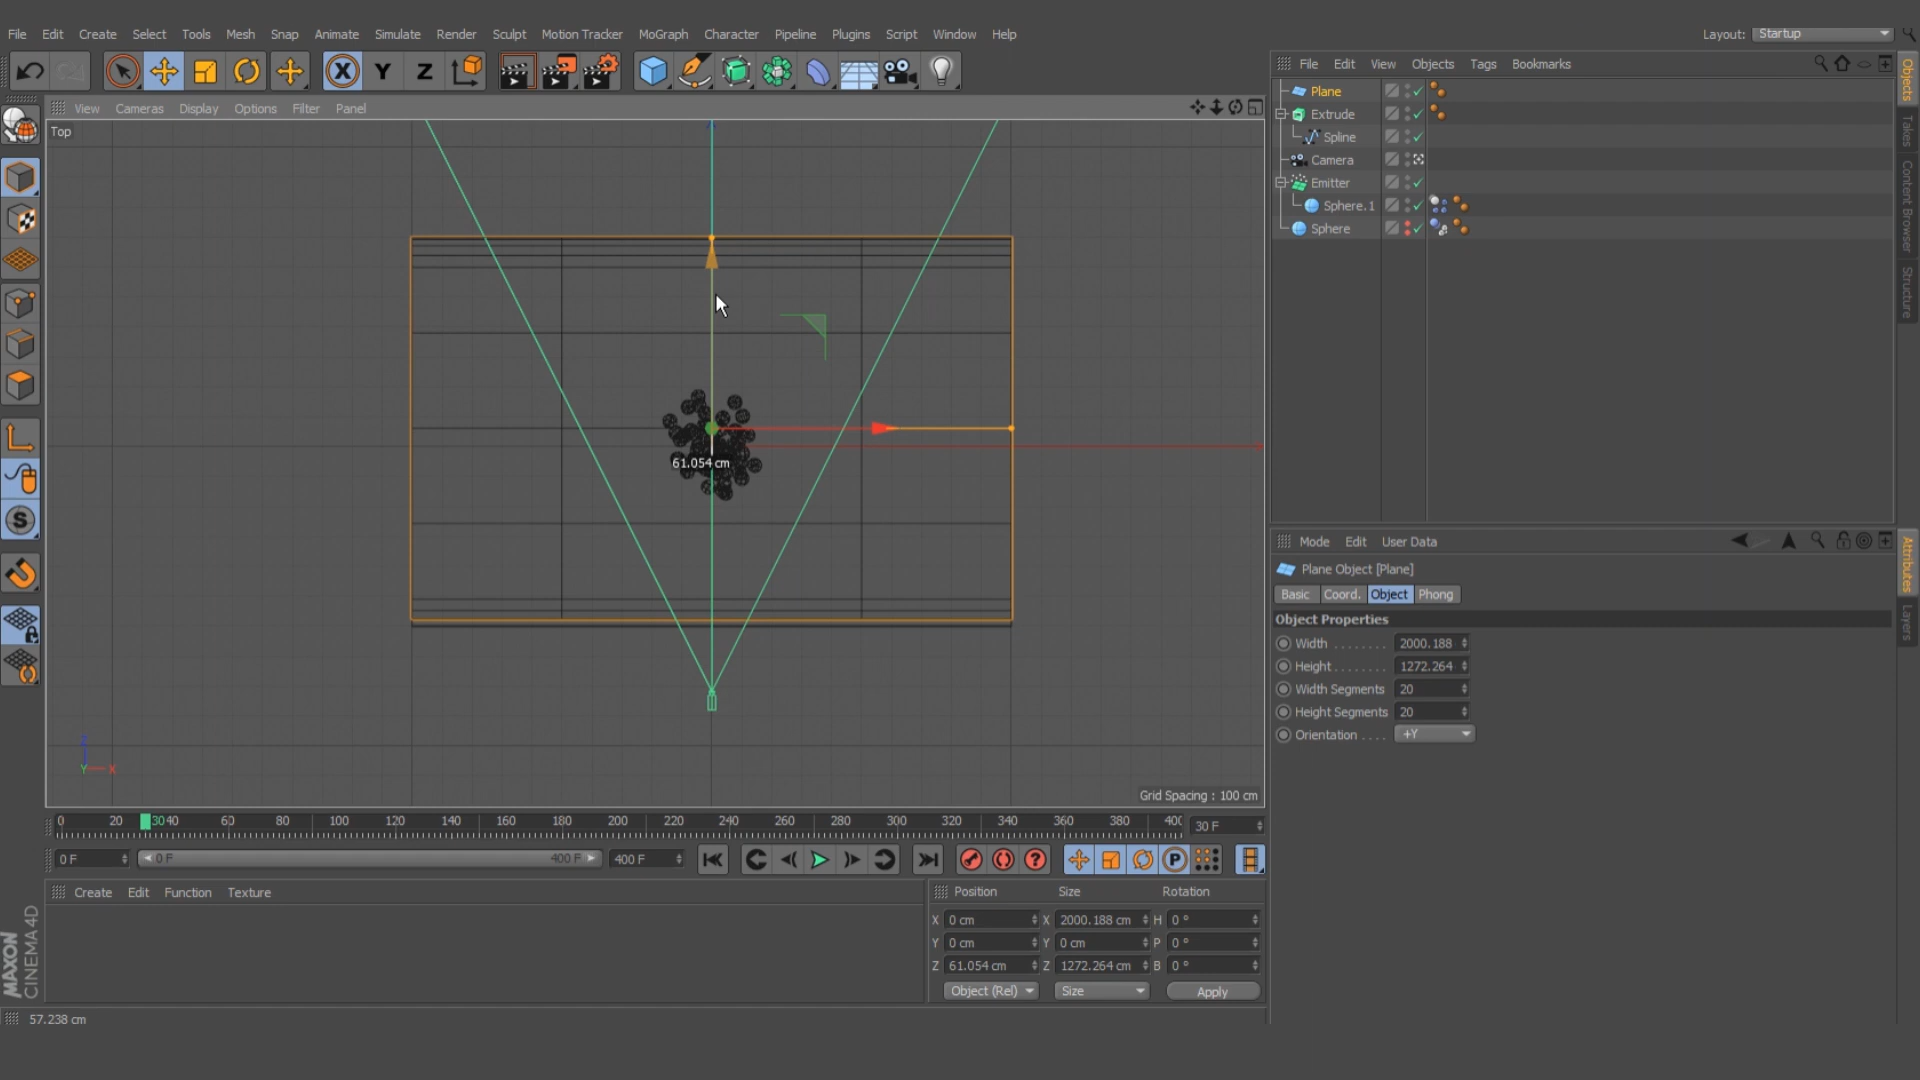 File Edit Create Select Tools Mesh Snap Animate Simulate Render Sculpt Motion Tracker MoGraph Character Pipeline Plugins Script Window Help
Layout: Startup
X Y Z
View Cameras Display Options Filter Panel
Top
61.054 cm
Z
Y X
Grid Spacing : 100 cm
File Edit View Objects Tags Bookmarks
Plane
Extrude
Spline
Camera
Emitter
Sphere.1
Sphere
Objects
Takes
Content Browser
Structure
Mode Edit User Data
Plane Object [Plane]
Basic Coord. Object Phong
Object Properties
Width 2000.188
Height 1272.264
Width Segments 20
Height Segments 20
Orientation +Y
Attributes
Layers
S
0 20 30 40 60 80 100 120 140 160 180 200 220 240 260 280 300 320 340 360 380 400
30 F
0 F 0 F 400 F 400 F
P
Create Edit Function Texture
Position Size Rotation
X 0 cm X 2000.188 cm H 0 °
Y 0 cm Y 0 cm P 0 °
Z 61.054 cm Z 1272.264 cm B 0 °
Object (Rel) Size Apply
MAXON
CINEMA 4D
57.238 cm